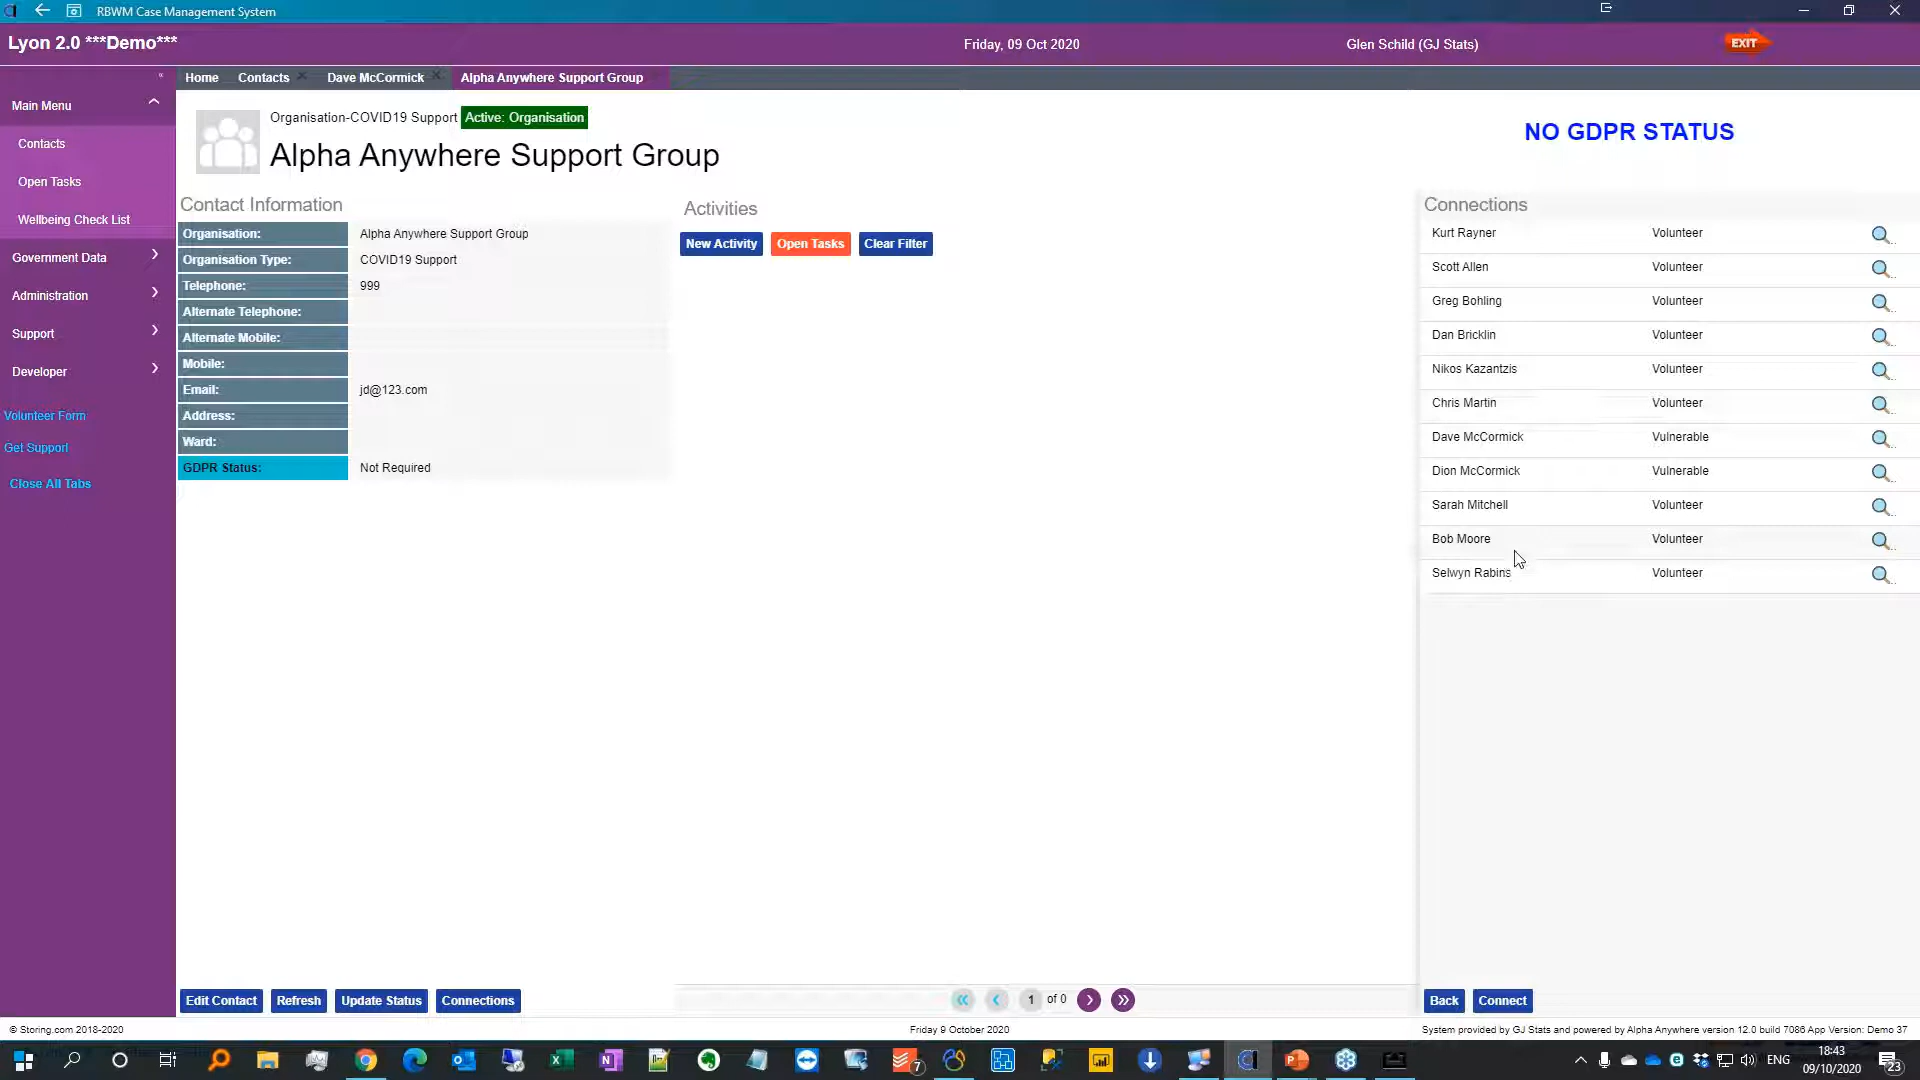 RBWM Case Management System
Lyon 2.0 ***Demo***
Friday, 09 Oct 2020
Glen Schild (GJ Stats)
EXIT
Home
Contacts
Dave McCormick
Alpha Anywhere Support Group
Main Menu
Contacts
Open Tasks
Wellbeing Check List
Government Data
Administration
Support
Developer
Volunteer Form
Get Support
Close All Tabs
Organisation-COVID19 Support Active: Organisation
Alpha Anywhere Support Group
NO GDPR STATUS
Contact Information
Organisation: Alpha Anywhere Support Group
Organisation Type: COVID19 Support
Telephone: 999
Alternate Telephone:
Alternate Mobile:
Mobile:
Email: jd@123.com
Address:
Ward:
GDPR Status: Not Required
Activities
New Activity Open Tasks Clear Filter
Connections
Kurt Rayner Volunteer
Scott Allen Volunteer
Greg Bohling Volunteer
Dan Bricklin Volunteer
Nikos Kazantzis Volunteer
Chris Martin Volunteer
Dave McCormick Vulnerable
Dion McCormick Vulnerable
Sarah Mitchell Volunteer
Bob Moore Volunteer
Selwyn Rabins Volunteer
Edit Contact Refresh Update Status Connections
1 of 0
Back Connect
© Storing.com 2018-2020
Friday 9 October 2020
System provided by GJ Stats and powered by Alpha Anywhere version 12.0 build 7086 App Version: Demo 37
7
ENG
18:43
09/10/2020
23